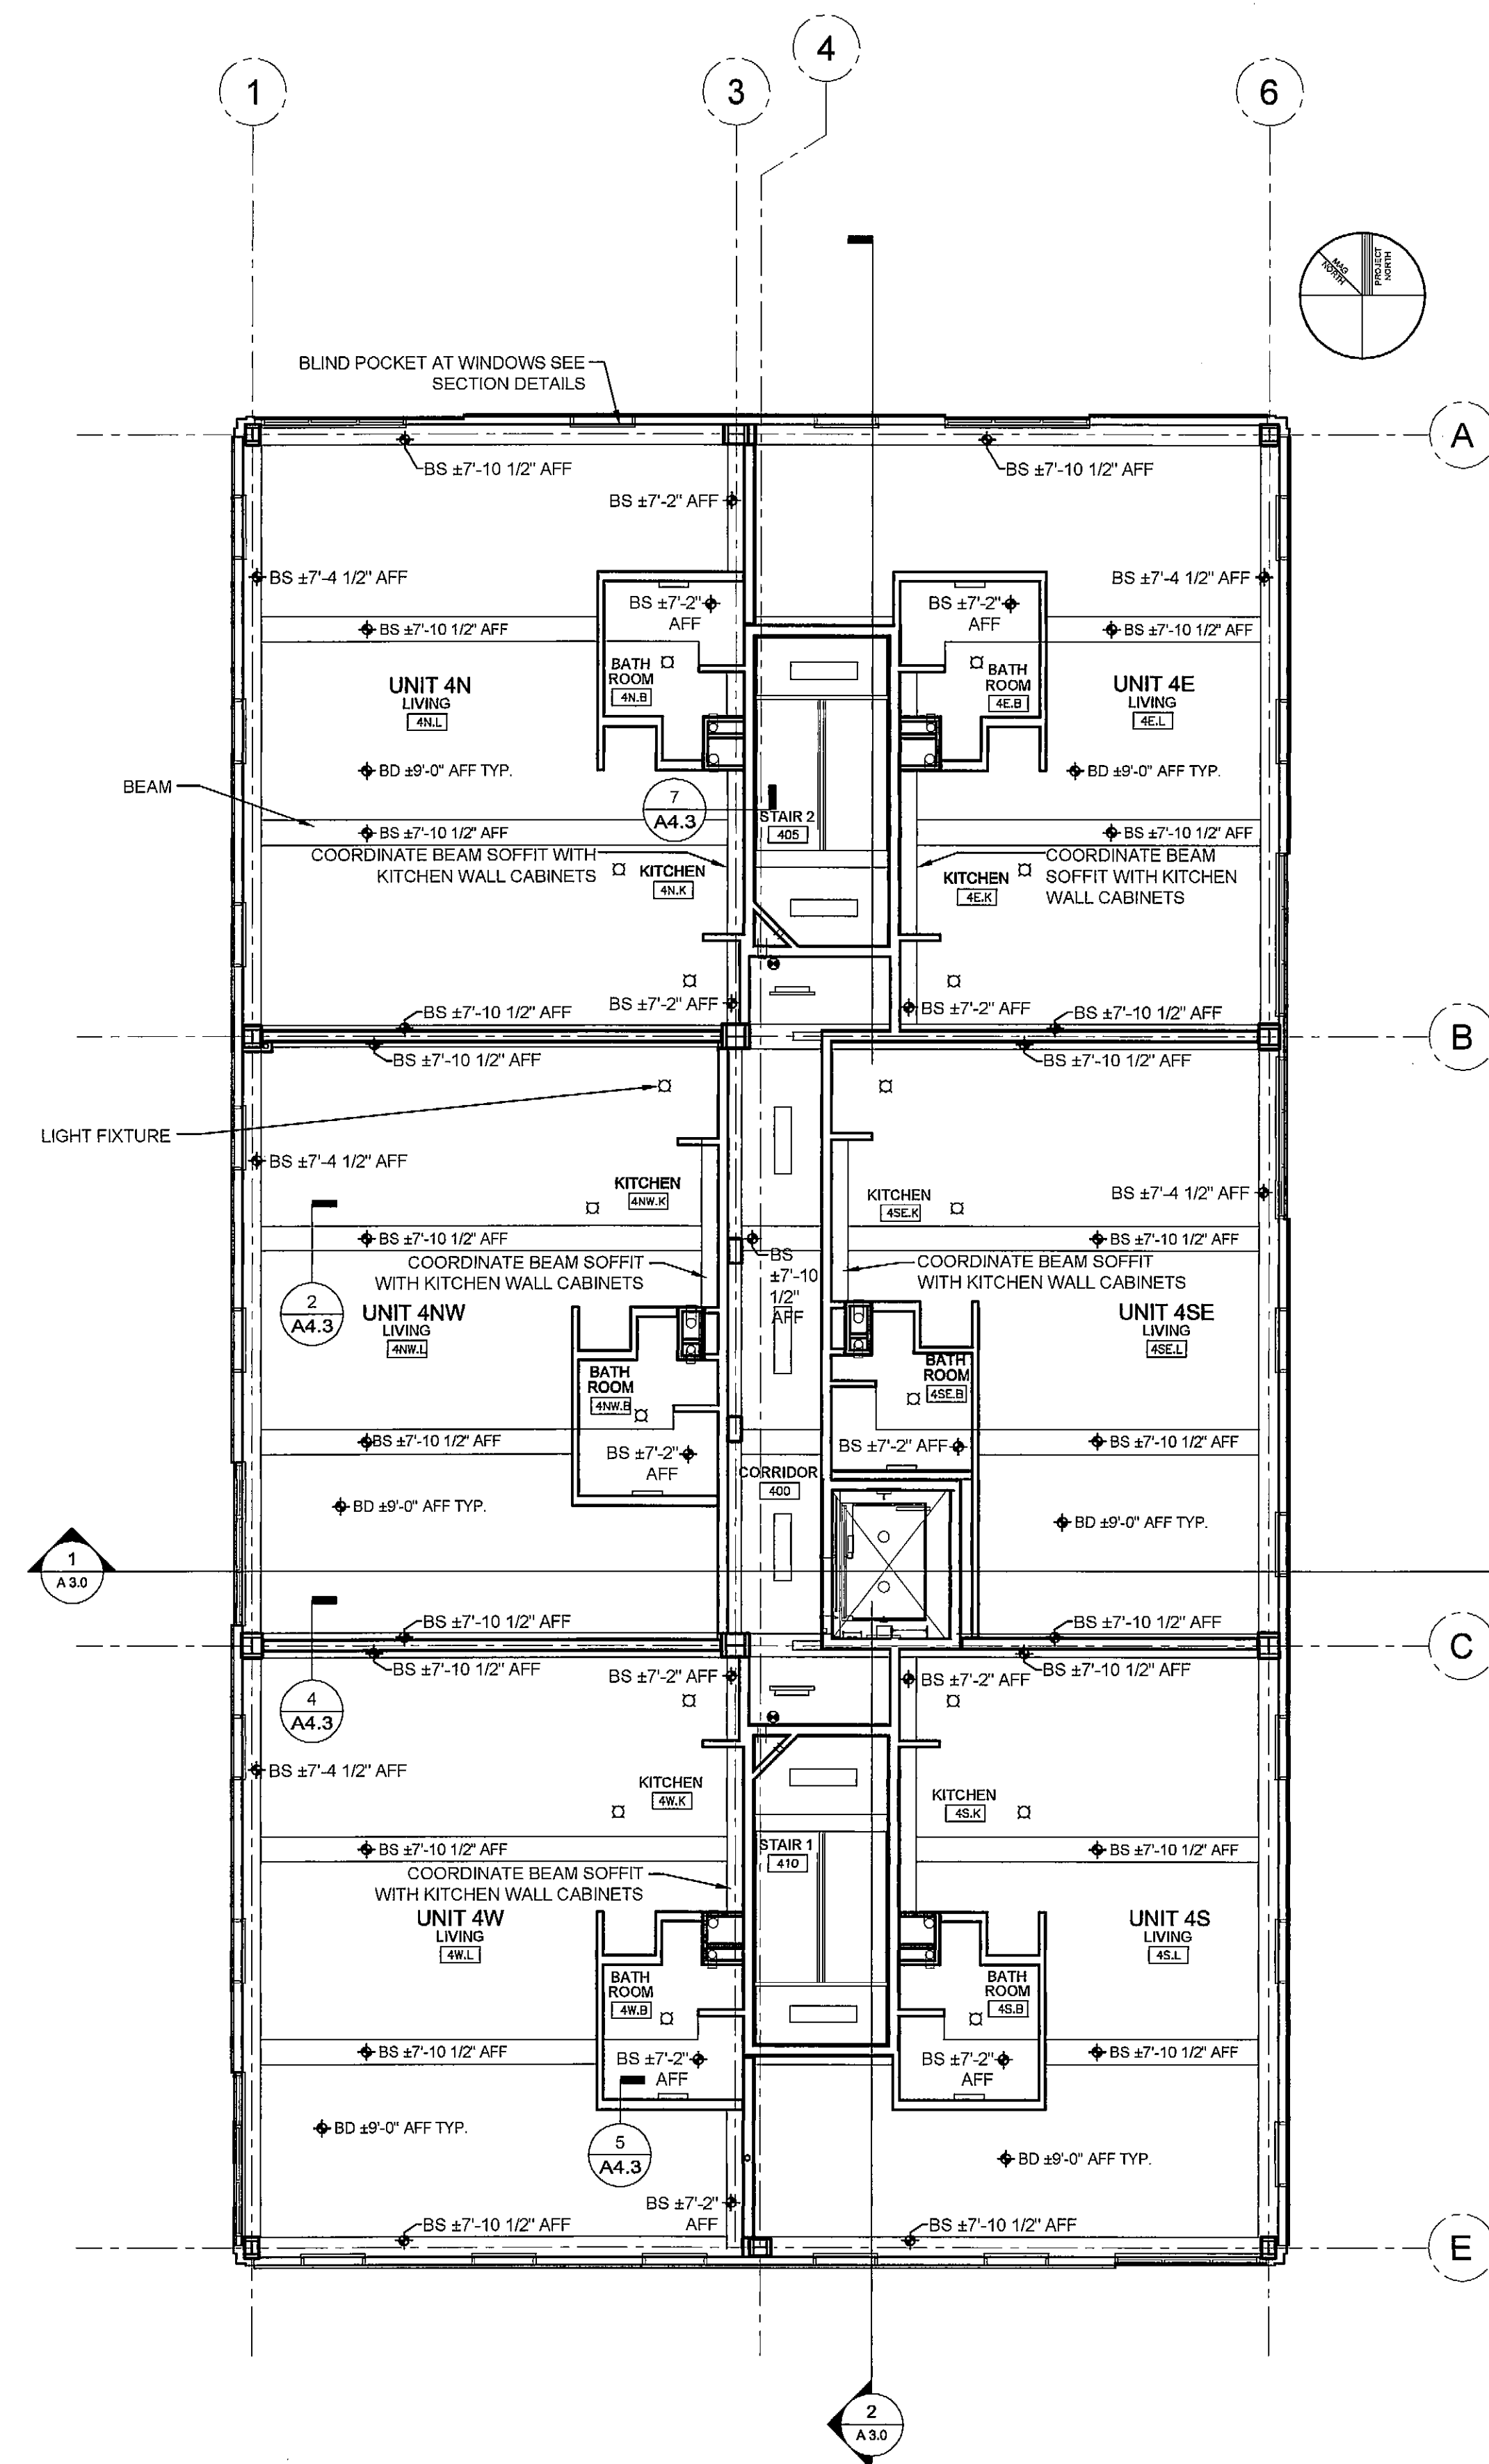 4
1
3
6
MAG
NORTH
PROJECT
NORTH
BLIND POCKET AT WINDOWS SEE
SECTION DETAILS
A
BS ±7'-10 1/2" AFF
BS ±7'-10 1/2" AFF
BS ±7'-2" AFF
BS ±7'-4 1/2" AFF
BS ±7'-4 1/2" AFF
BS ±7'-2"
AFF
BS ±7'-2"
AFF
BS ±7'-10 1/2" AFF
BS ±7'-10 1/2" AFF
BATH
ROOM
4N.B
BATH
ROOM
4E.B
UNIT 4N
LIVING
4N.L
UNIT 4E
LIVING
4E.L
BD ±9'-0" AFF TYP.
BD ±9'-0" AFF TYP.
BEAM
7
A4.3
STAIR 2
405
BS ±7'-10 1/2" AFF
BS ±7'-10 1/2" AFF
COORDINATE BEAM SOFFIT WITH
KITCHEN WALL CABINETS
KITCHEN
4N.K
KITCHEN
4E.K
COORDINATE BEAM
SOFFIT WITH KITCHEN
WALL CABINETS
BS ±7'-2" AFF
BS ±7'-2" AFF
BS ±7'-10 1/2" AFF
BS ±7'-10 1/2" AFF
B
BS ±7'-10 1/2" AFF
BS ±7'-10 1/2" AFF
LIGHT FIXTURE
BS ±7'-4 1/2" AFF
KITCHEN
4NW.K
KITCHEN
4SE.K
BS ±7'-4 1/2" AFF
BS ±7'-10 1/2" AFF
BS
±7'-10
1/2"
AFF
BS ±7'-10 1/2" AFF
COORDINATE BEAM SOFFIT
WITH KITCHEN WALL CABINETS
COORDINATE BEAM SOFFIT
WITH KITCHEN WALL CABINETS
2
A4.3
UNIT 4NW
LIVING
4NW.L
UNIT 4SE
LIVING
4SE.L
BATH
ROOM
4NW.B
BATH
ROOM
4SE.B
BS ±7'-10 1/2" AFF
BS ±7'-2"
AFF
BS ±7'-2" AFF
BS ±7'-10 1/2" AFF
CORRIDOR
400
BD ±9'-0" AFF TYP.
BD ±9'-0" AFF TYP.
1
A 3.0
BS ±7'-10 1/2" AFF
BS ±7'-10 1/2" AFF
C
BS ±7'-10 1/2" AFF
BS ±7'-2" AFF
BS ±7'-2" AFF
BS ±7'-10 1/2" AFF
4
A4.3
BS ±7'-4 1/2" AFF
KITCHEN
4W.K
KITCHEN
4S.K
STAIR 1
410
BS ±7'-10 1/2" AFF
BS ±7'-10 1/2" AFF
COORDINATE BEAM SOFFIT
WITH KITCHEN WALL CABINETS
UNIT 4W
LIVING
4W.L
UNIT 4S
LIVING
4S.L
BATH
ROOM
4W.B
BATH
ROOM
4S.B
BS ±7'-10 1/2" AFF
BS ±7'-2"
AFF
BS ±7'-2"
AFF
BS ±7'-10 1/2" AFF
BD ±9'-0" AFF TYP.
5
A4.3
BD ±9'-0" AFF TYP.
BS ±7'-2"
AFF
BS ±7'-10 1/2" AFF
BS ±7'-10 1/2" AFF
E
2
A 3.0